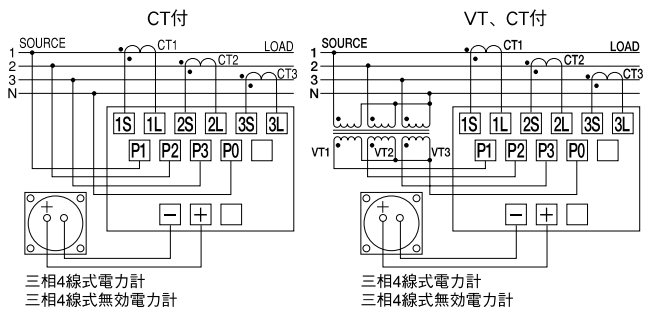 CT付
SOURCE
CT1
LOAD
1
2
CT2
3
CT3
N
1S 1L 2S 2L 3S 3L
P1 P2 P3 P0
+
− +
三相4線式電力計
三相4線式無効電力計
VT、CT付
SOURCE
CT1
LOAD
1
2
CT2
3
CT3
N
1S 1L 2S 2L 3S 3L
VT1 VT2 VT3
P1 P2 P3 P0
+
− +
三相4線式電力計
三相4線式無効電力計